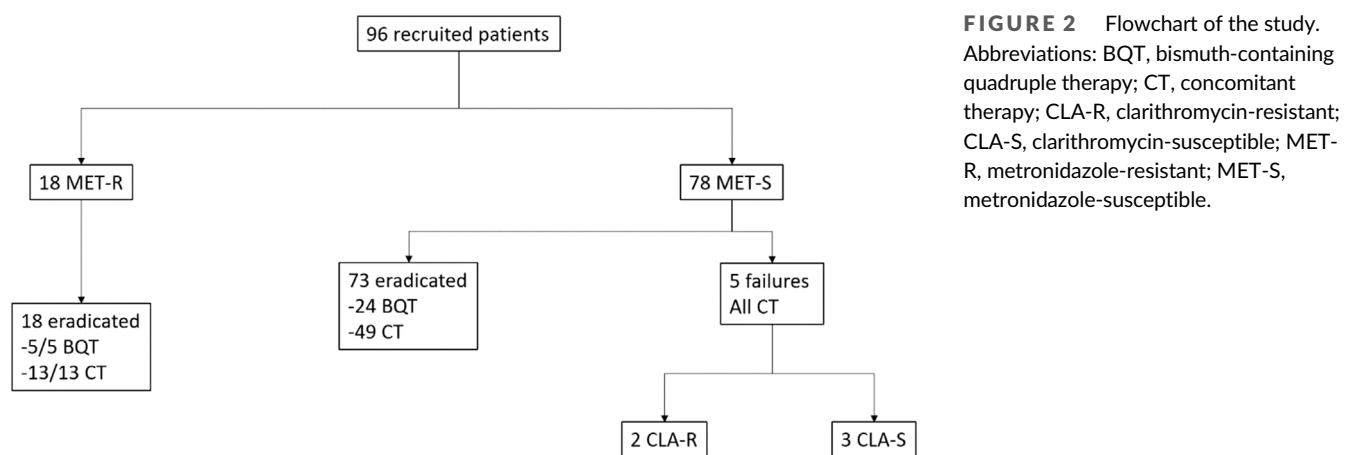 96 recruited patients
18 MET-R
78 MET-S
18 eradicated
-5/5 BQT
-13/13 CT
73 eradicated
-24 BQT
-49 CT
5 failures
All CT
2 CLA-R
3 CLA-S
FIGURE 2 Flowchart of the study.
Abbreviations: BQT, bismuth-containing
quadruple therapy; CT, concomitant
therapy; CLA-R, clarithromycin-resistant;
CLA-S, clarithromycin-susceptible; MET-
R, metronidazole-resistant; MET-S,
metronidazole-susceptible.